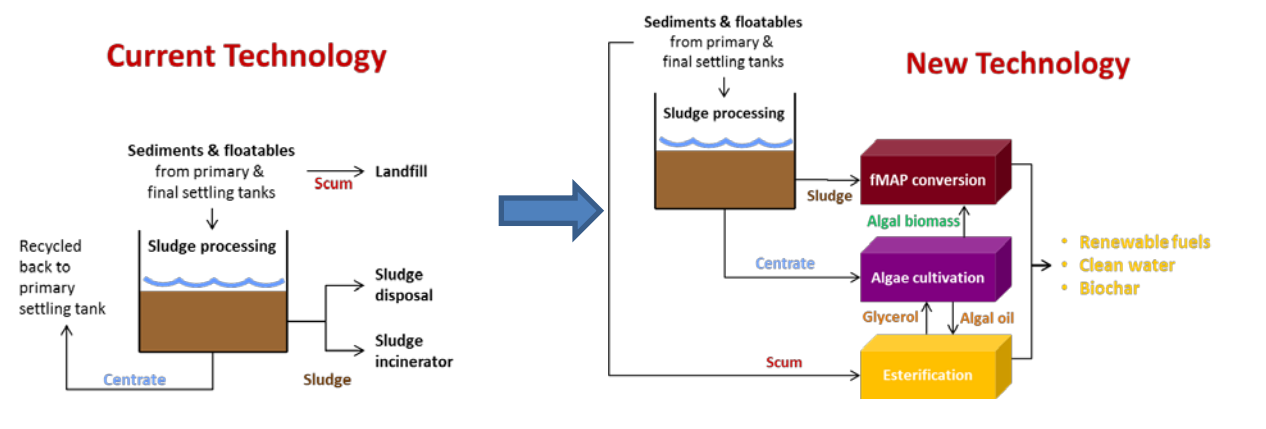 Current Technology
Sediments & floatables
from primary &
final settling tanks
Scum
Landfill
Sludge processing
Recycled
back to
primary
settling tank
Sludge
disposal
Sludge
incinerator
Centrate
Sludge
New Technology
Sediments & floatables
from primary &
final settling tanks
Sludge processing
Sludge
fMAP conversion
Algal biomass
Centrate
Algae cultivation
Glycerol
Algal oil
Scum
Esterification
• Renewable fuels
• Clean water
• Biochar